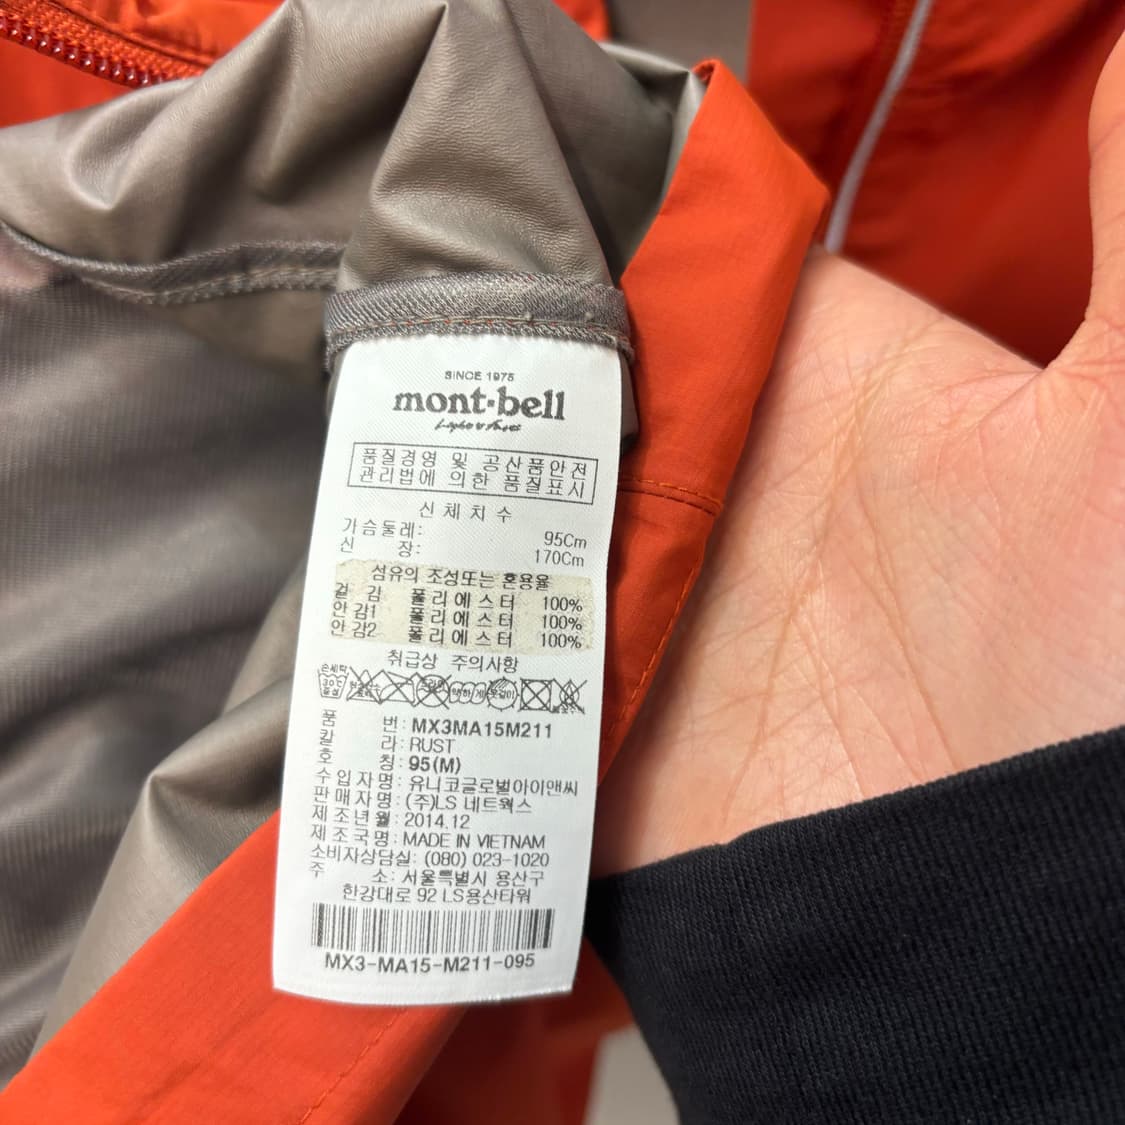 SINCE 1975
mont-bell
품질경영 및 공산품안전
관리법에 의한 품질표시
신체치수
가슴둘레: 95Cm
신 장: 170Cm
섬유의 조성또는 혼용율
겉 감 폴리에스터 100%
안감1 폴리에스터 100%
안감2 폴리에스터 100%
취급상 주의사항
손세탁
30℃
중성
품 번: MX3MA15M211
칼 라: RUST
호 칭: 95(M)
수입자명: 유니코글로벌아이앤씨
판매자명: (주)LS 네트웍스
제조년월: 2014.12
제조국명: MADE IN VIETNAM
소비자상담실: (080) 023-1020
주 소: 서울특별시 용산구
한강대로 92 LS용산타워
MX3-MA15-M211-095